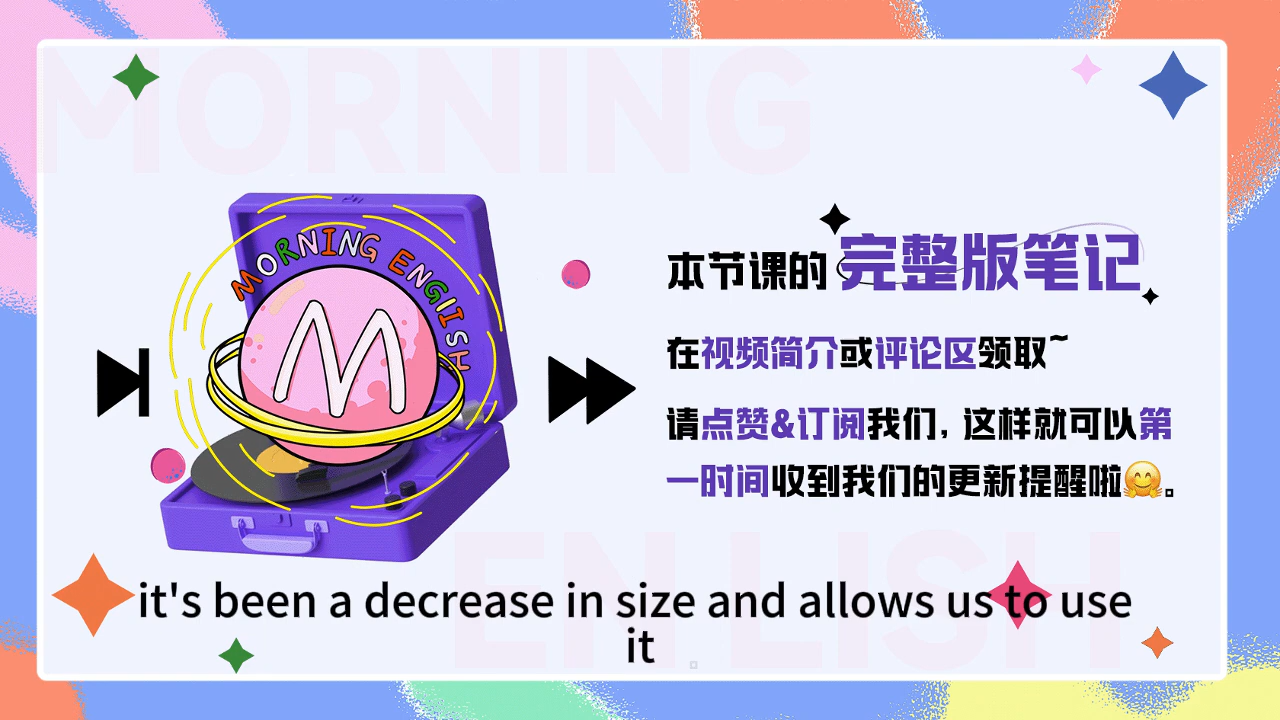 MORNING
MORNING ENGIISH
M
本节课的 完整版笔记
在视频简介或评论区领取~
请点赞&订阅我们, 这样就可以第
一时间收到我们的更新提醒啦🤗。
EN LISH
it's been a decrease in size and allows us to use
it